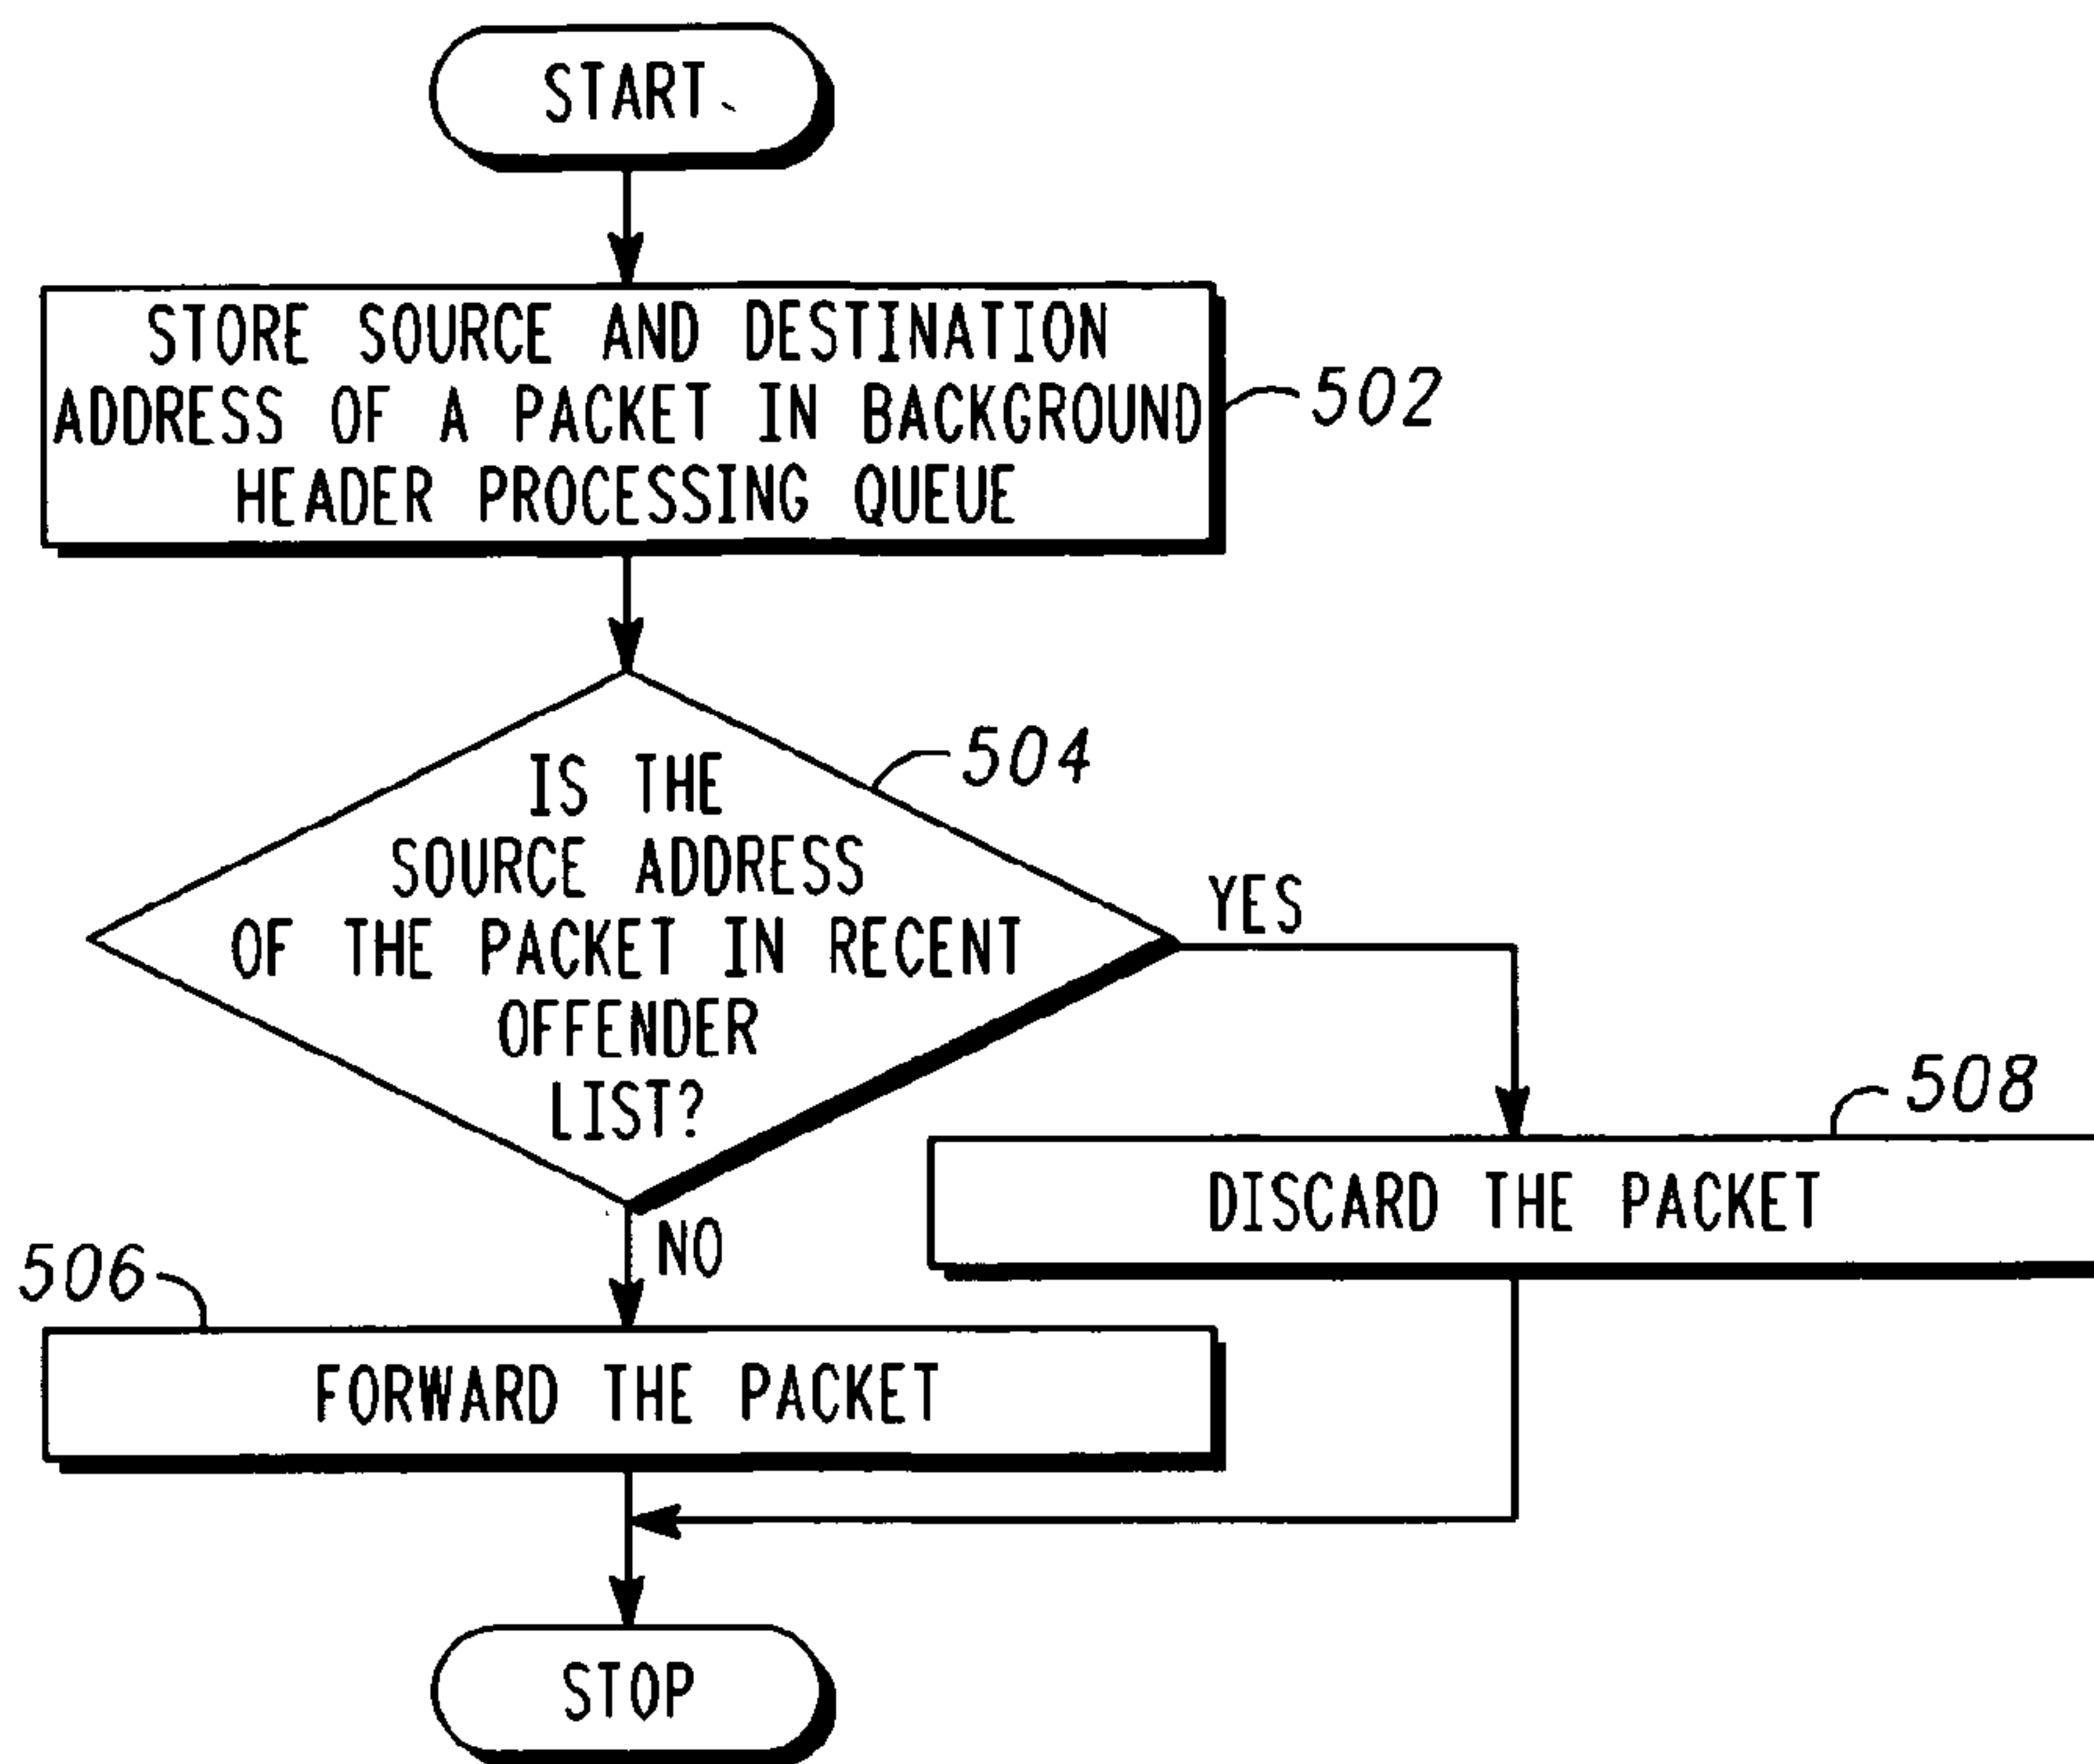 START
STORE SOURCE AND DESTINATION
ADDRESS OF A PACKET IN BACKGROUND
HEADER PROCESSING QUEUE
502
IS THE
SOURCE ADDRESS
OF THE PACKET IN RECENT
OFFENDER
LIST?
504
YES
508
DISCARD THE PACKET
NO
506
FORWARD THE PACKET
STOP